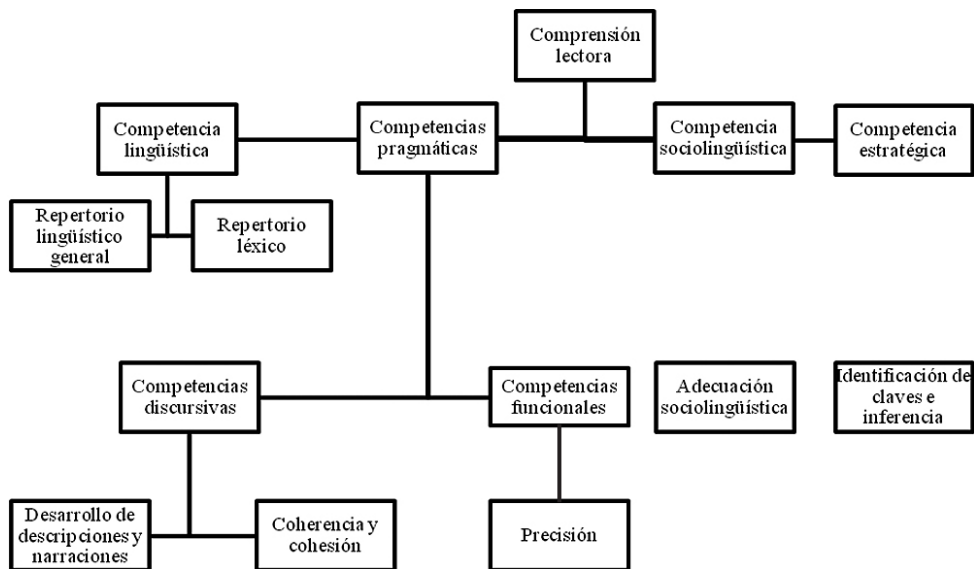 Comprensión
lectora
Competencia
lingüística
Competencias
pragmáticas
Competencia
sociolingüística
Competencia
estratégica
Repertorio
lingüístico
general
Repertorio
léxico
Competencias
discursivas
Competencias
funcionales
Adecuación
sociolingüística
Identificación de
claves e
inferencia
Desarrollo de
descripciones y
narraciones
Coherencia y
cohesión
Precisión